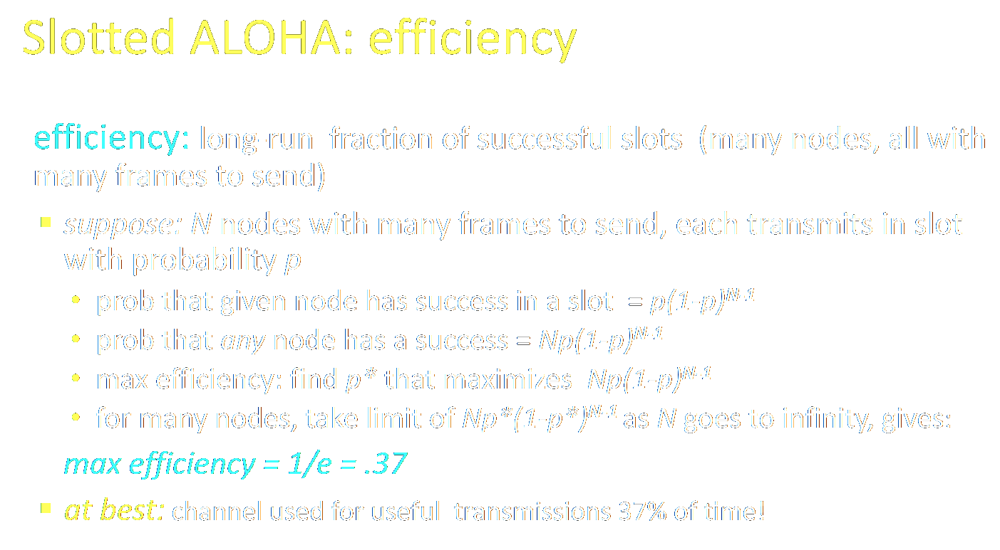 Slotted ALOHA: efficiency
efficiency: long-run fraction of successful slots (many nodes, all with
many frames to send)
▪ suppose: N nodes with many frames to send, each transmits in slot
with probability p
• prob that given node has success in a slot = p(1-p)^{N-1}
• prob that any node has a success = Np(1-p)^{N-1}
• max efficiency: find p* that maximizes Np(1-p)^{N-1}
• for many nodes, take limit of Np*(1-p*)^{N-1} as N goes to infinity, gives:
max efficiency = 1/e = .37
▪ at best: channel used for useful transmissions 37% of time!